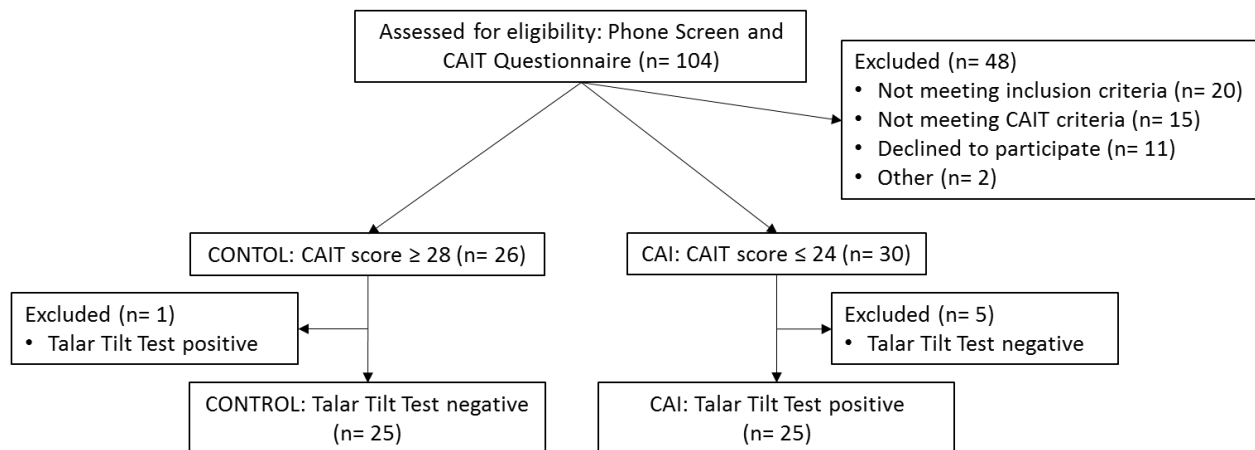 Assessed for eligibility: Phone Screen and
CAIT Questionnaire (n= 104)
Excluded (n= 48)
• Not meeting inclusion criteria (n= 20)
• Not meeting CAIT criteria (n= 15)
• Declined to participate (n= 11)
• Other (n= 2)
CONTOL: CAIT score ≥ 28 (n= 26)
CAI: CAIT score ≤ 24 (n= 30)
Excluded (n= 1)
• Talar Tilt Test positive
Excluded (n= 5)
• Talar Tilt Test negative
CONTROL: Talar Tilt Test negative
(n= 25)
CAI: Talar Tilt Test positive
(n= 25)